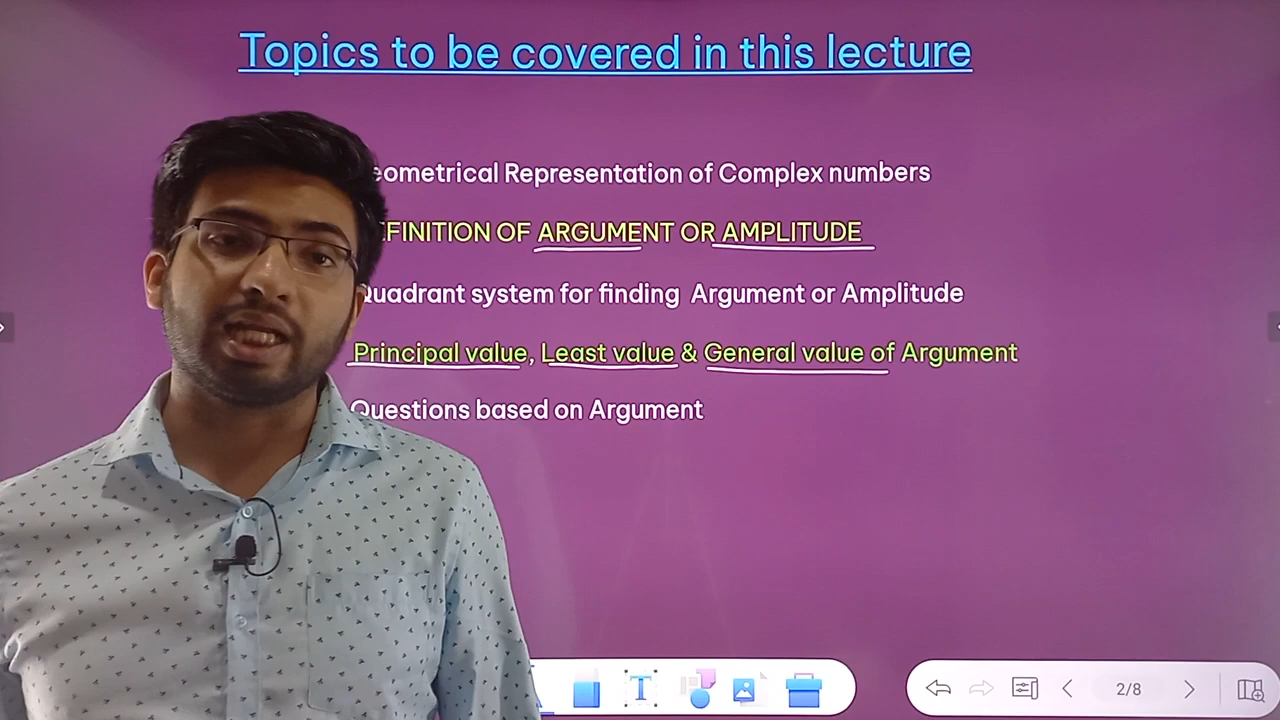 Topics to be covered in this lecture
eometrical Representation of Complex numbers
FINITION OF ARGUMENT OR AMPLITUDE
Quadrant system for finding Argument or Amplitude
Principal value, Least value & General value of Argument
Questions based on Argument
T
2/8